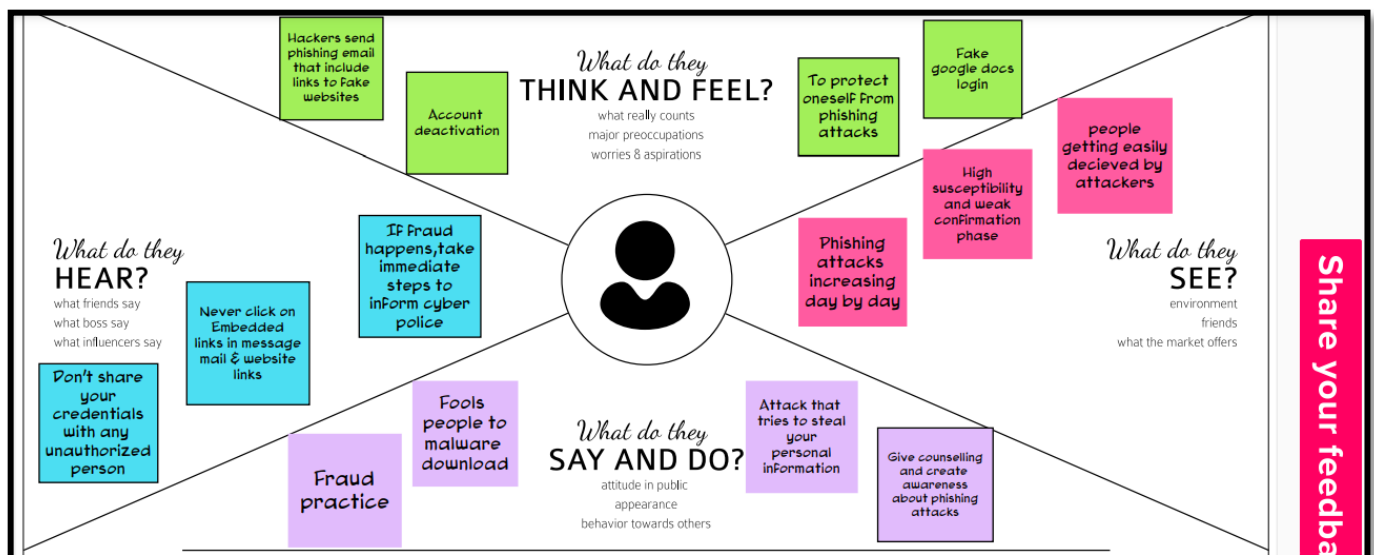 Hackers send
phishing email
that include
links to fake
websites
Account
deactivation
What do they
THINK AND FEEL?
what really counts
major preoccupations
worries & aspirations
To protect
oneself from
phishing
attacks
Fake
google docs
login
people
getting easily
decieved by
attackers
High
susceptibility
and weak
confirmation
phase
Phishing
attacks
increasing
day by day
What do they
SEE?
environment
friends
what the market offers
What do they
HEAR?
what friends say
what boss say
what influencers say
If fraud
happens,take
immediate
steps to
inform cyber
police
Never click on
Embedded
links in message
mail & website
links
Don't share
your
credentials
with any
unauthorized
person
Fraud
practice
Fools
people to
malware
download
What do they
SAY AND DO?
attitude in public
appearance
behavior towards others
Attack that
tries to steal
your
personal
information
Give counselling
and create
awareness
about phishing
attacks
Share your feedba